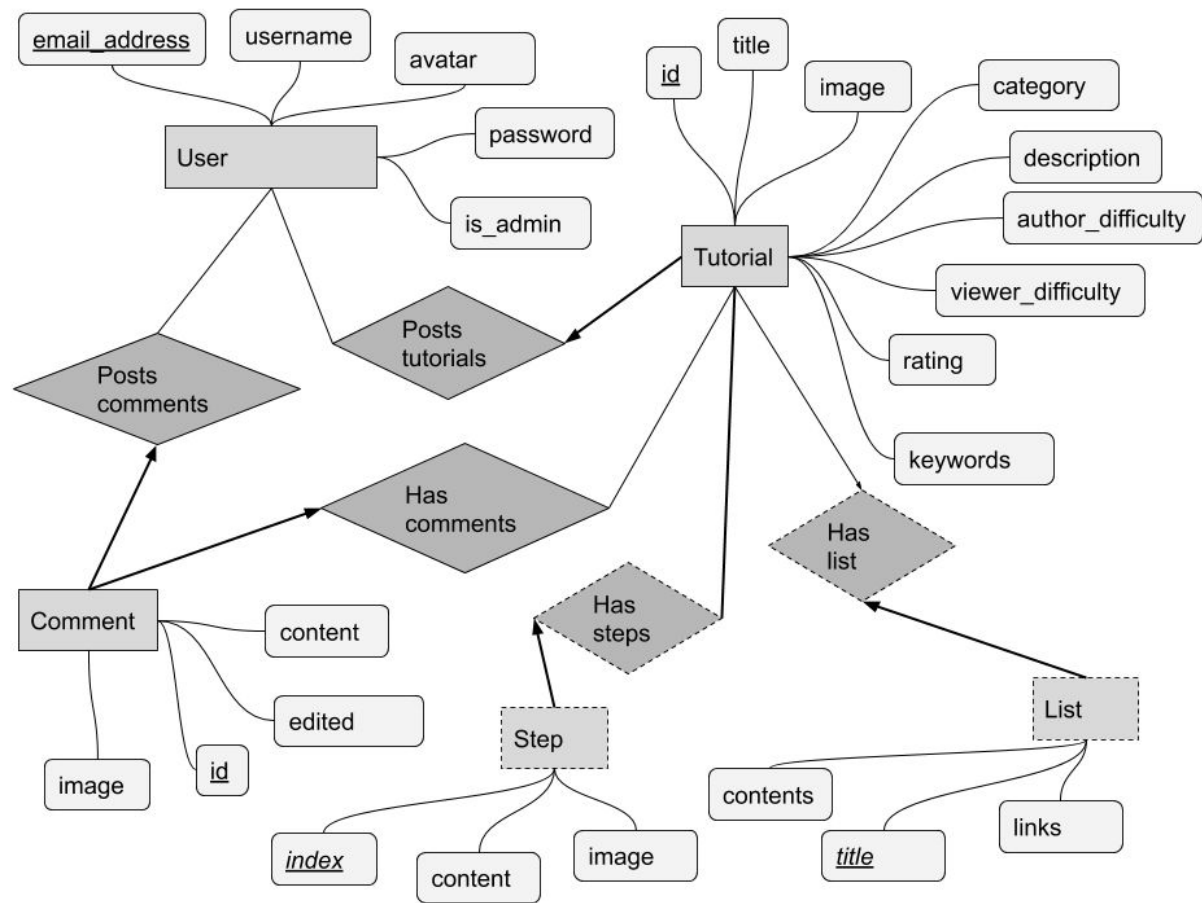 email_address
username
avatar
User
password
is_admin
id
title
image
category
description
author_difficulty
viewer_difficulty
rating
keywords
Tutorial
Posts
tutorials
Posts
comments
Has
comments
Has
list
Has
steps
Comment
content
edited
id
image
Step
index
content
image
List
contents
title
links